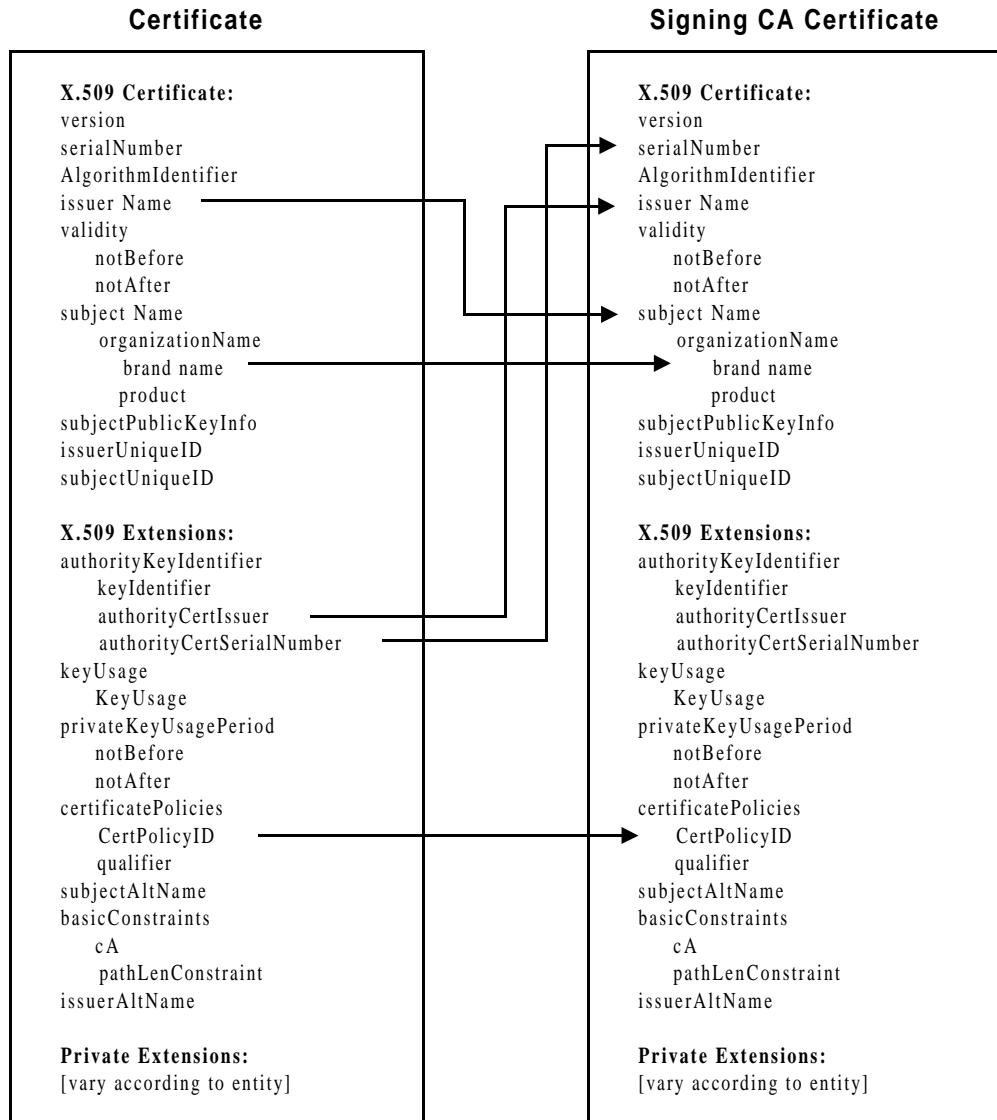 Certificate
X.509 Certificate:
version
serialNumber
AlgorithmIdentifier
issuer Name
validity
notBefore
notAfter
subject Name
organizationName
brand name
product
subjectPublicKeyInfo
issuerUniqueID
subjectUniqueID
X.509 Extensions:
authorityKeyIdentifier
keyIdentifier
authorityCertIssuer
authorityCertSerialNumber
keyUsage
KeyUsage
privateKeyUsagePeriod
notBefore
notAfter
certificatePolicies
CertPolicyID
qualifier
subjectAltName
basicConstraints
cA
pathLenConstraint
issuerAltName
Private Extensions:
[vary according to entity]
Signing CA Certificate
X.509 Certificate:
version
serialNumber
AlgorithmIdentifier
issuer Name
validity
notBefore
notAfter
subject Name
organizationName
brand name
product
subjectPublicKeyInfo
issuerUniqueID
subjectUniqueID
X.509 Extensions:
authorityKeyIdentifier
keyIdentifier
authorityCertIssuer
authorityCertSerialNumber
keyUsage
KeyUsage
privateKeyUsagePeriod
notBefore
notAfter
certificatePolicies
CertPolicyID
qualifier
subjectAltName
basicConstraints
cA
pathLenConstraint
issuerAltName
Private Extensions:
[vary according to entity]